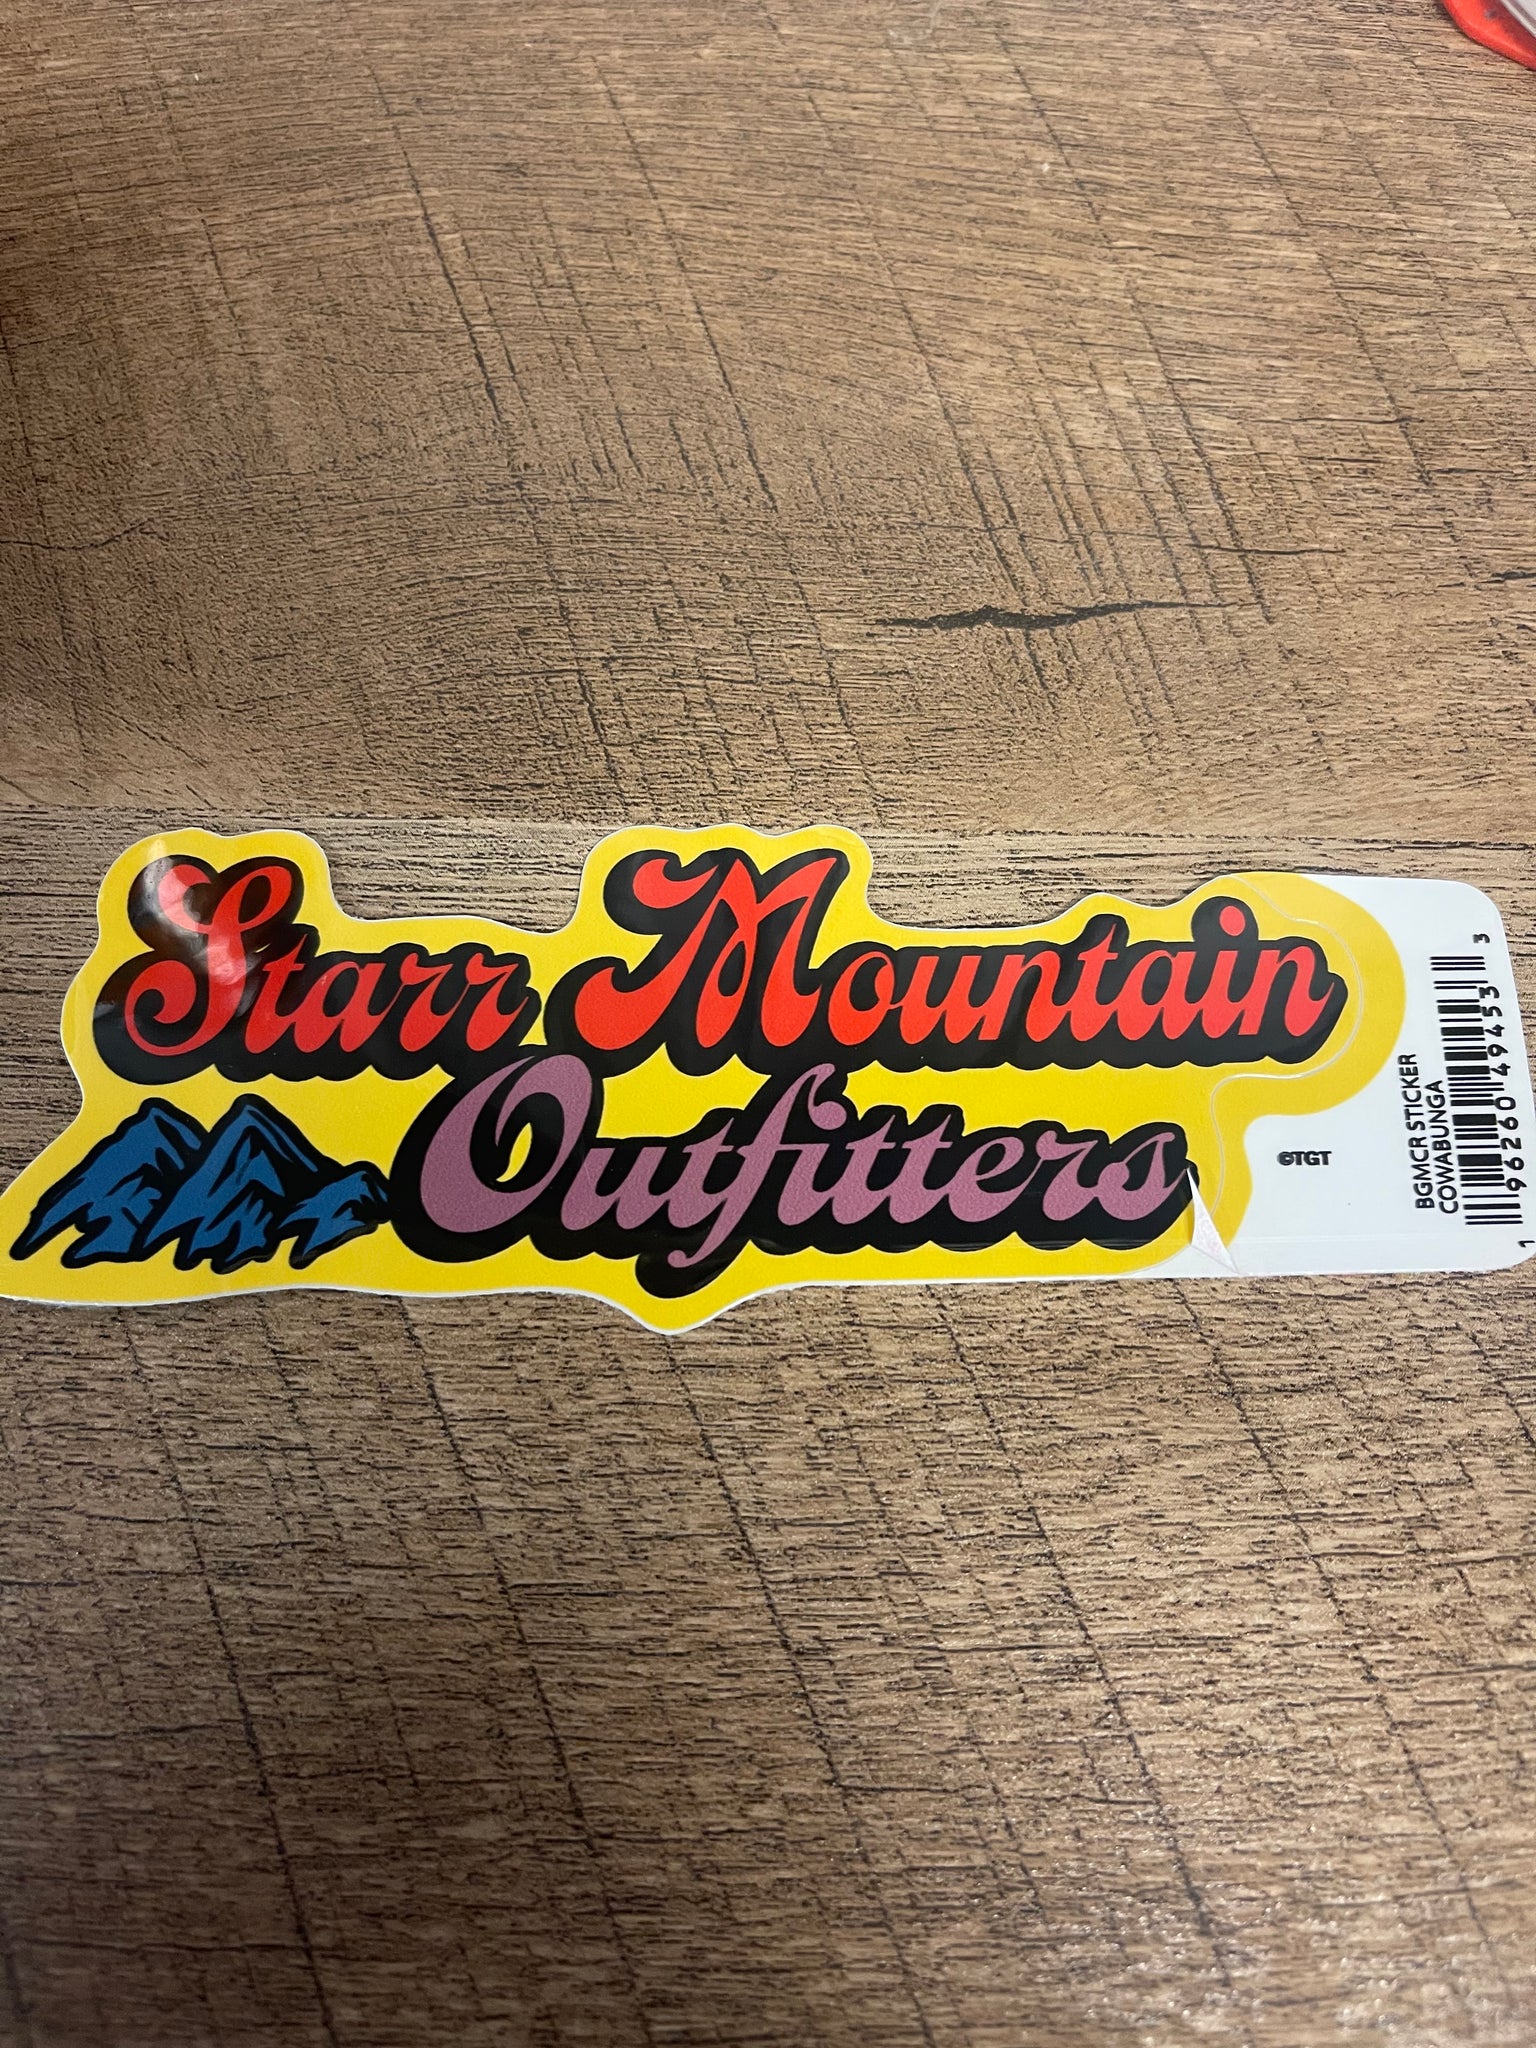 Starr Mountain
Outfitters
©TGT
BGMCR STICKER
COWABUNGA
1 96260 49453 3